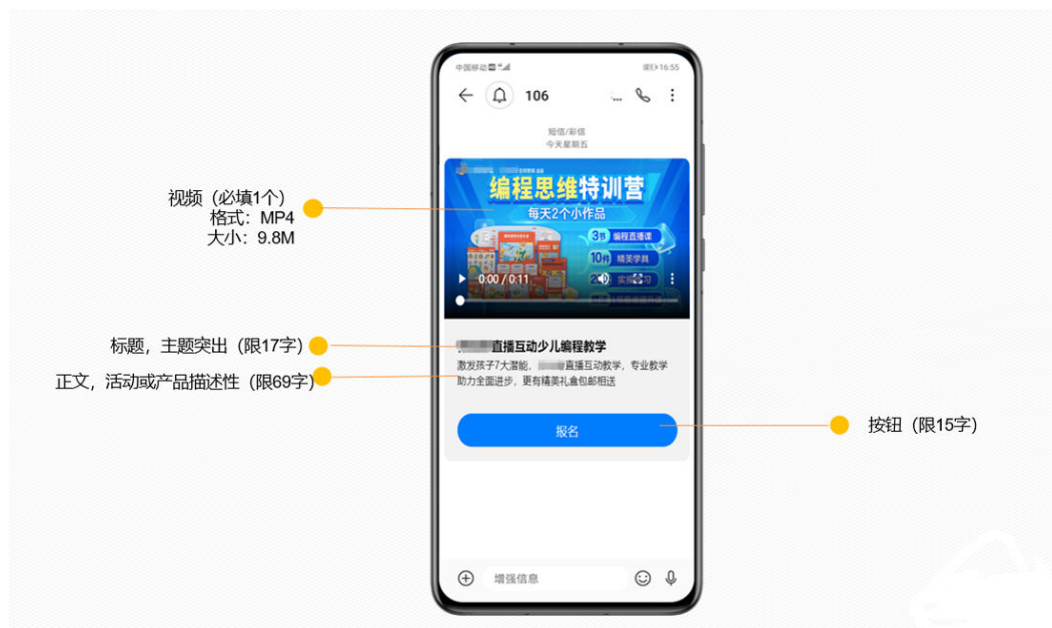 中国移动
16:55
106
短信/彩信
今天星期五
编程思维特训营
每天2个小作品
3节 编程直播课
10件 精美学具
0:00 / 0:11
视频（必填1个）
格式：MP4
大小：9.8M
标题，主题突出（限17字）
直播互动少儿编程教学
正文，活动或产品描述性（限69字）
激发孩子7大潜能，直播互动教学，专业教学
助力全面进步，更有精美礼盒包邮相送
报名
按钮（限15字）
增强信息